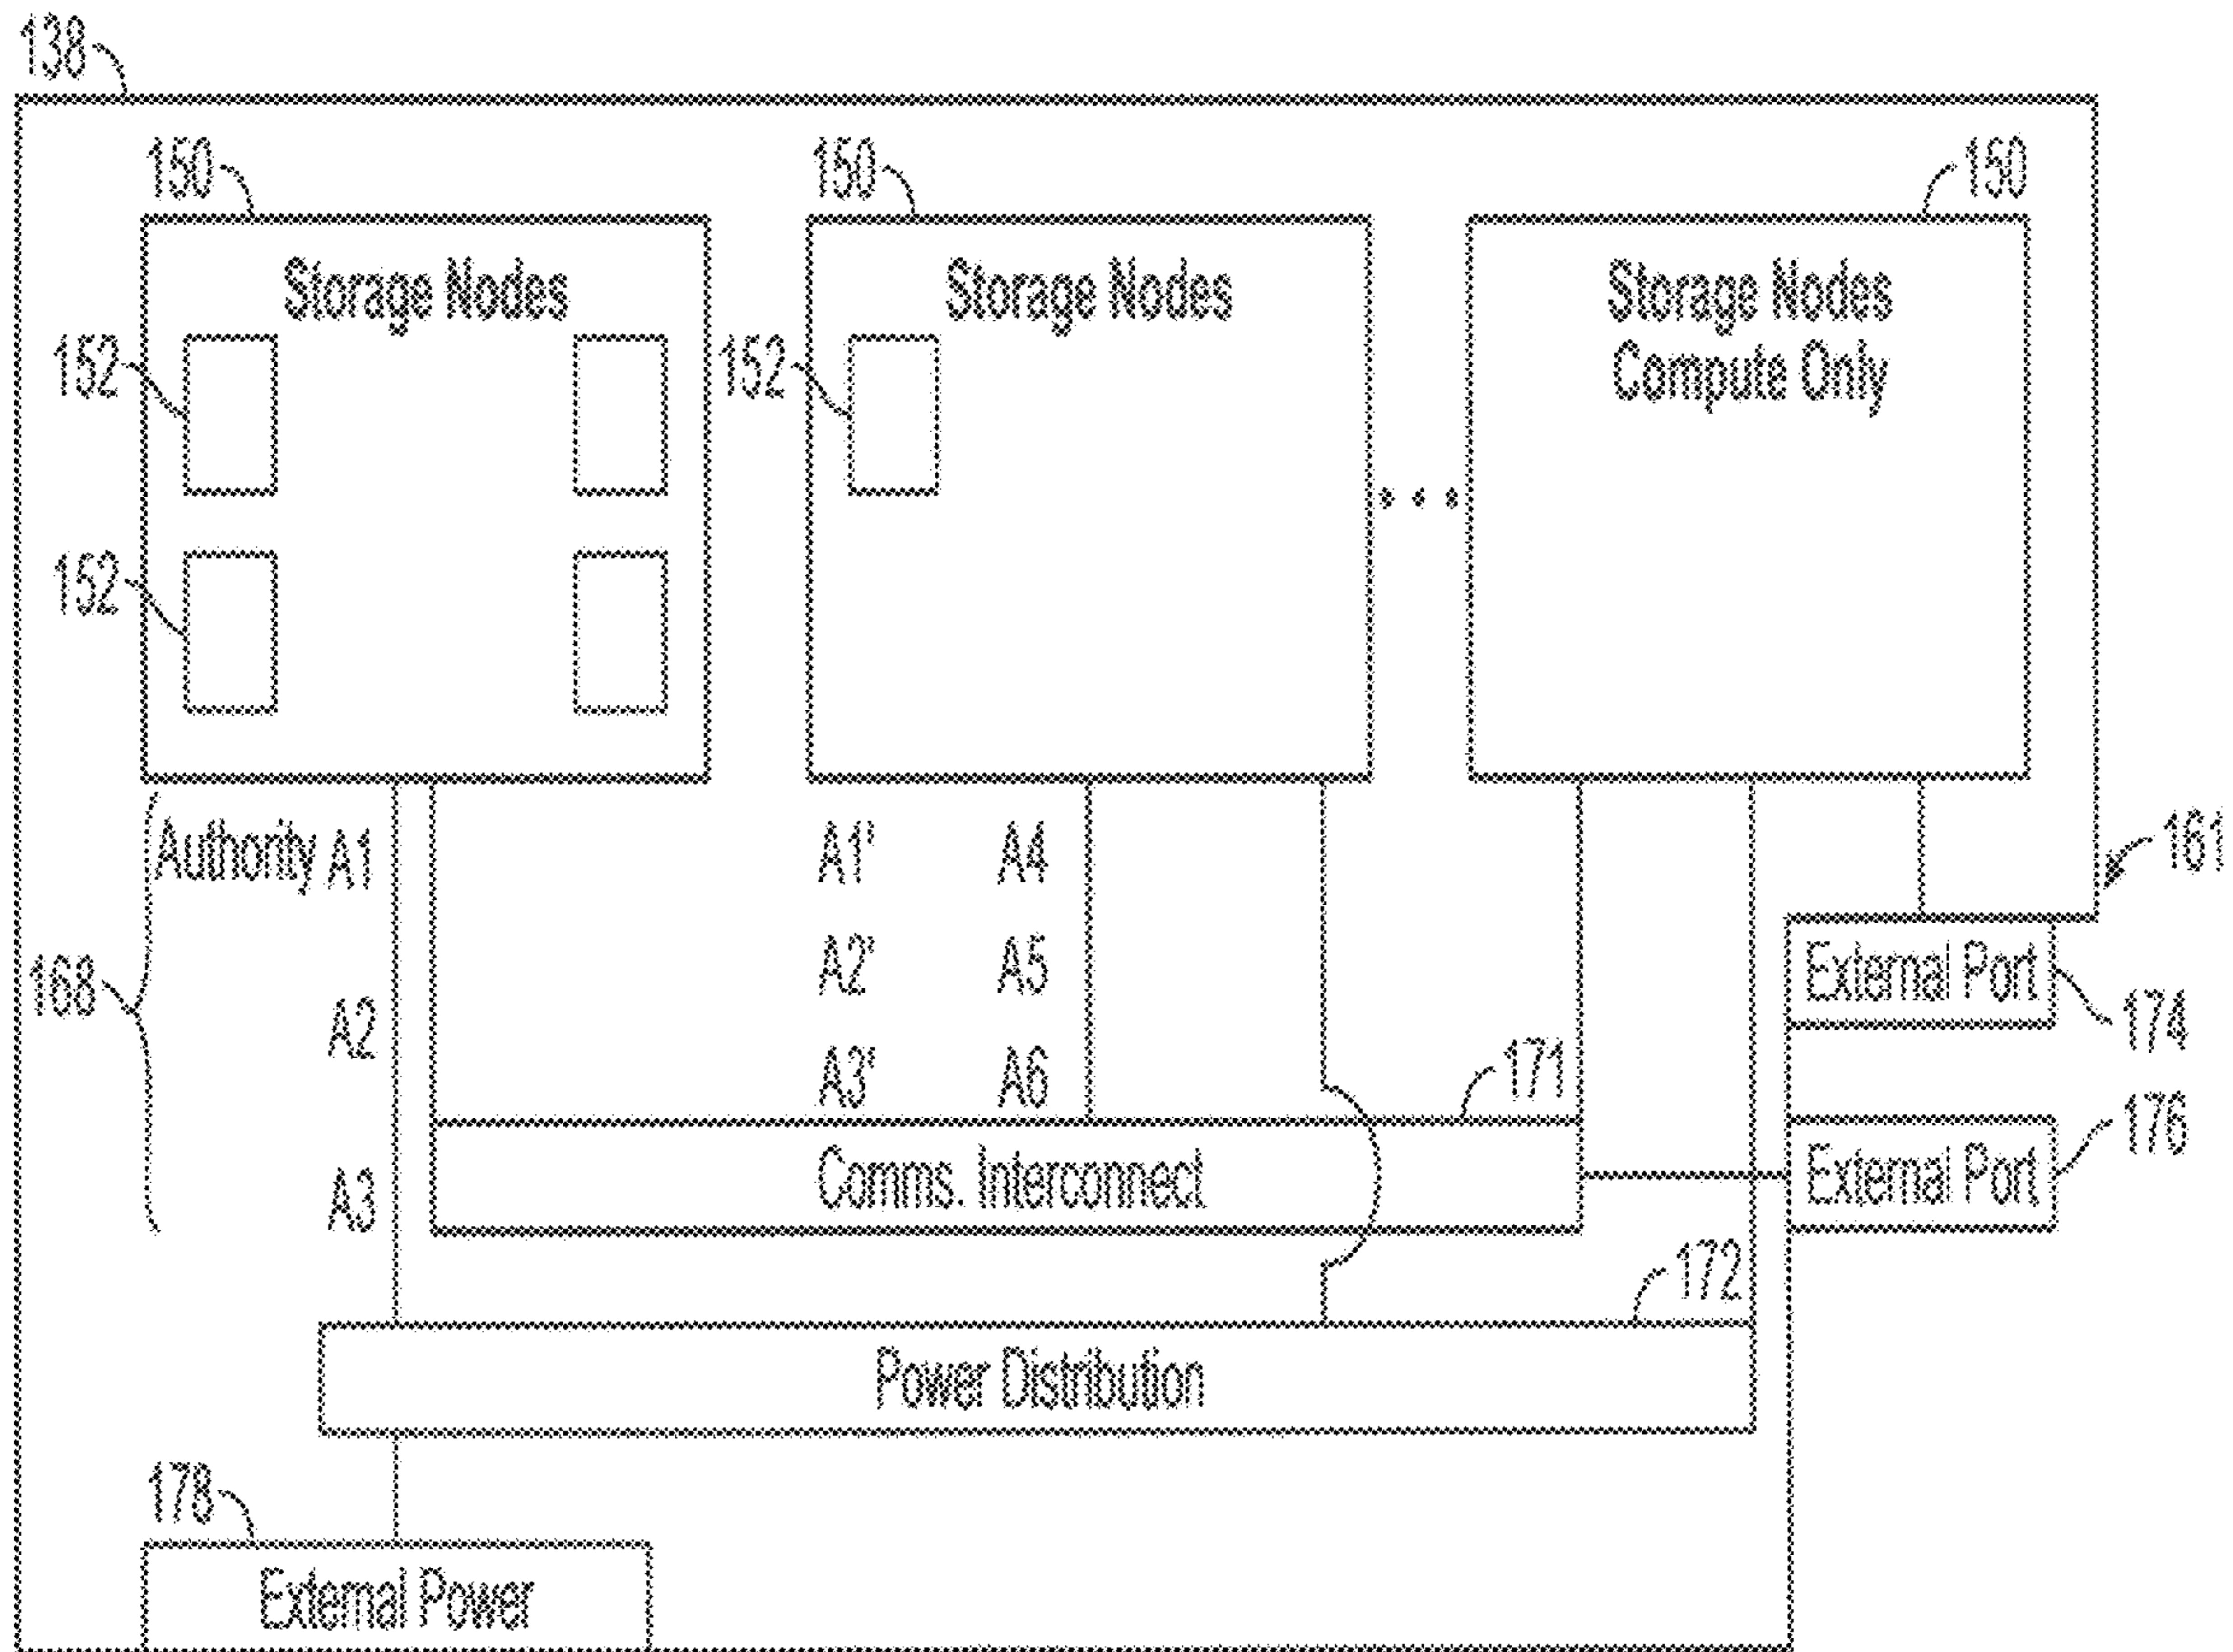 138
150
150
150
Storage Nodes
Storage Nodes
Storage Nodes
Compute Only
152
152
152
Authority A1
A1'
A4
161
168
A2
A2'
A5
External Port
174
A3'
A6
171
176
A3
Comms. Interconnect
External Port
172
Power Distribution
178
External Power